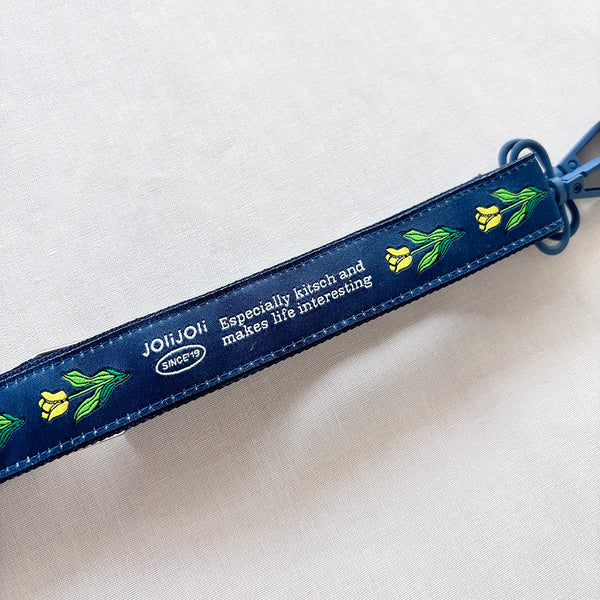 JOliJOli
SINCE'19
Especially kitsch and
makes life interesting